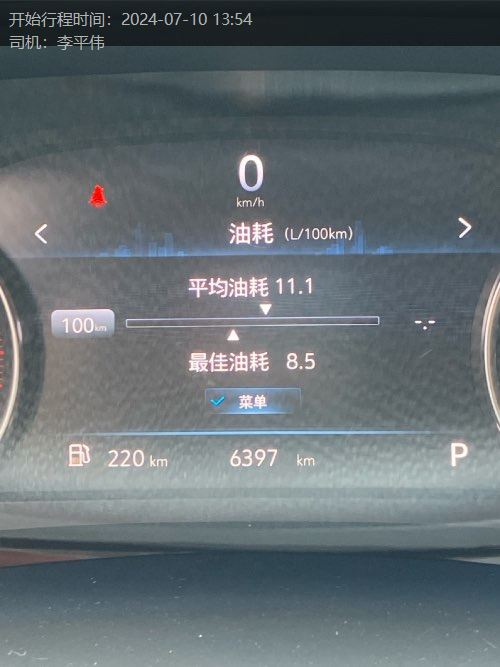 开始行程时间：2024-07-10 13:54
司机：李平伟
0
km/h
油耗（L/100km）
平均油耗 11.1
100km
-.-
最佳油耗 8.5
菜单
220 km 6397 km P